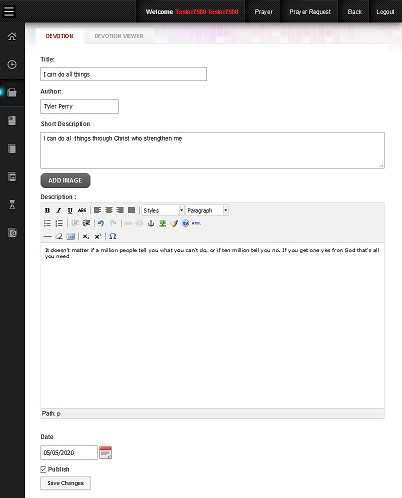 Welcome Tester7500 Tester7500 Prayer Prayer Request Back Logout
DEVOTION DEVOTION VIEWER
Title:
I can do all things
Author:
Tyler Perry
Short Description
I can do al things through Christ who strengthen me
ADD IMAGE
Description :
B I U ABC Styles Paragraph
HTML
Ω
It doesn't matter if a million people tell you what you can't do, or if ten million tell you no. If you get one yes from God that's all
you need
Path: p
Date
05/05/2020
Publish
Save Changes